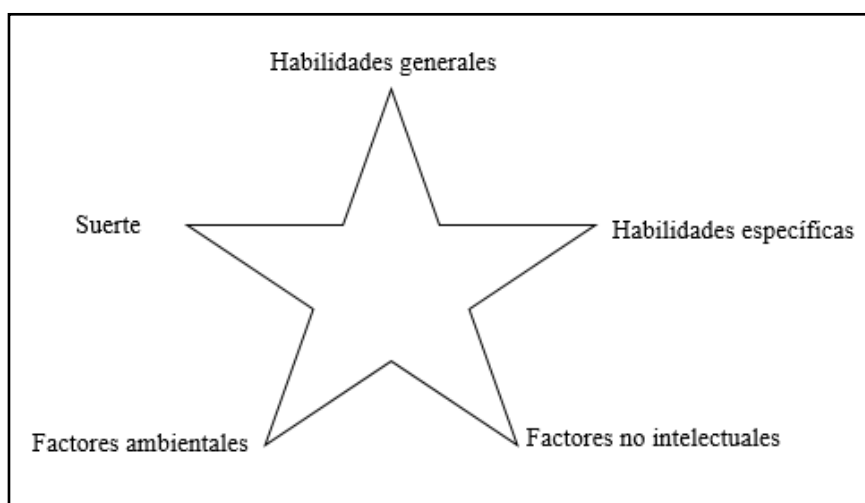 Habilidades generales
Suerte
Habilidades específicas
Factores ambientales
Factores no intelectuales